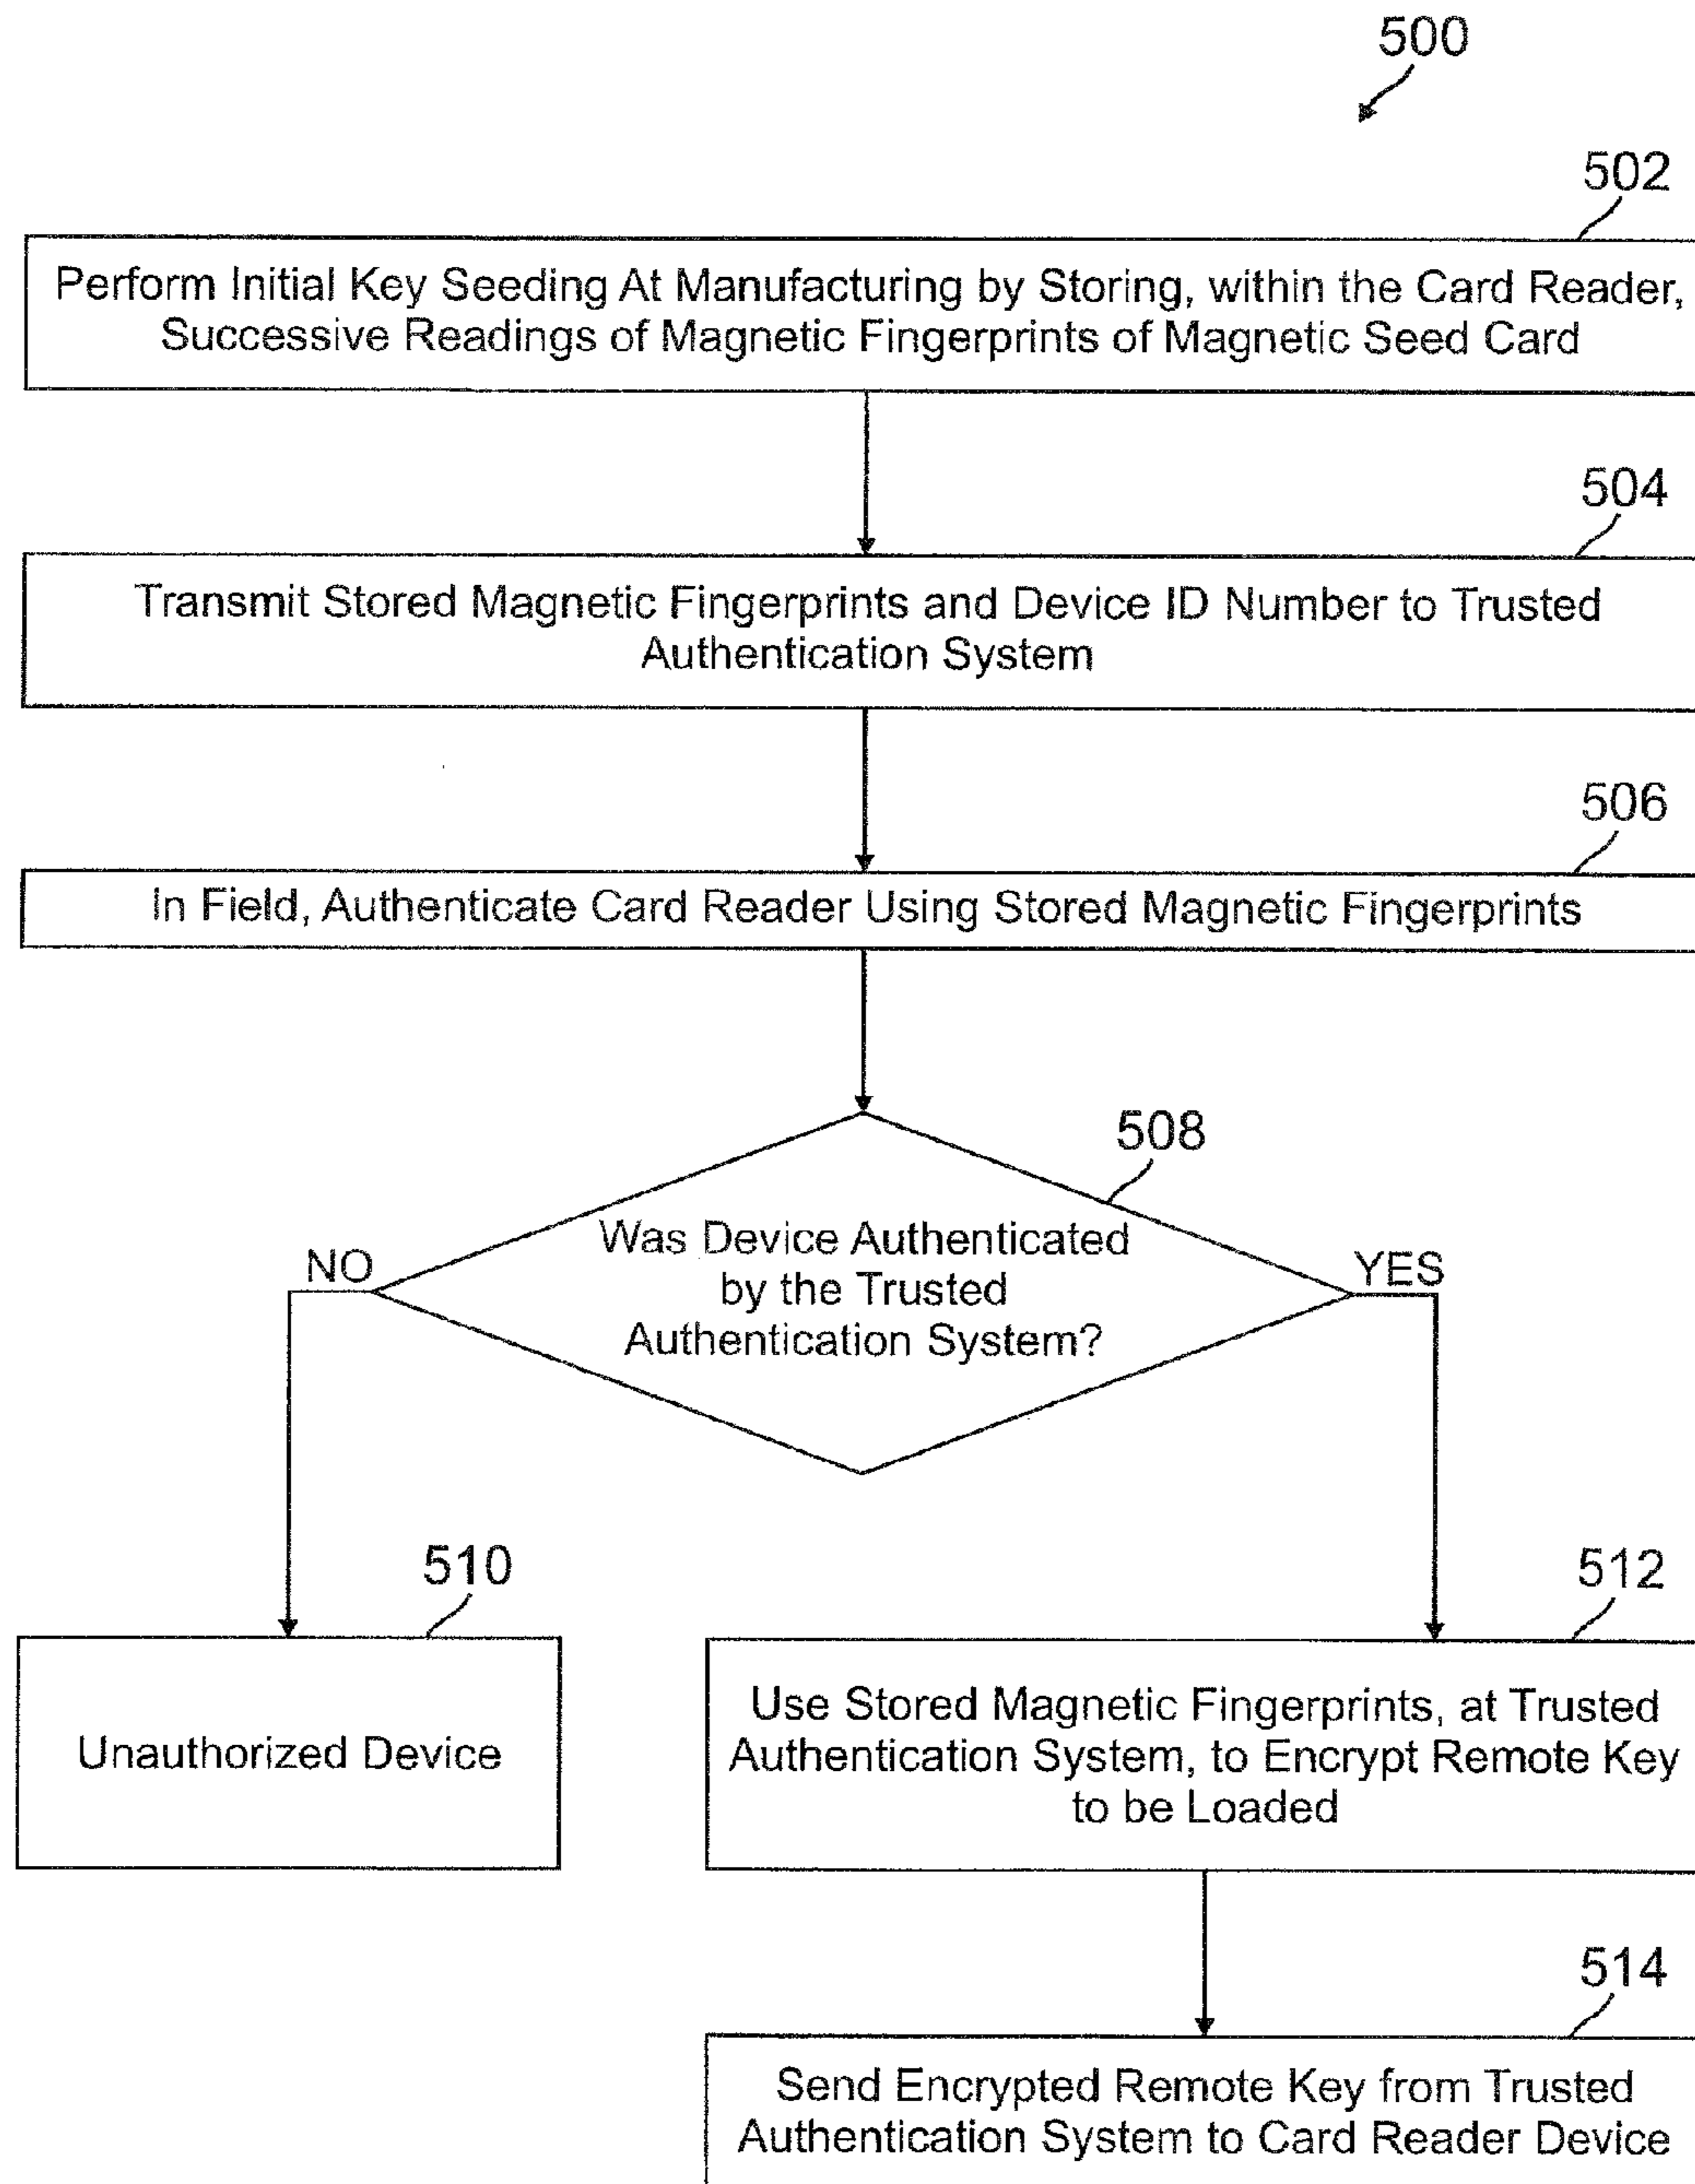 500
502
Perform Initial Key Seeding At Manufacturing by Storing, within the Card Reader,
Successive Readings of Magnetic Fingerprints of Magnetic Seed Card
504
Transmit Stored Magnetic Fingerprints and Device ID Number to Trusted
Authentication System
506
In Field, Authenticate Card Reader Using Stored Magnetic Fingerprints
508
Was Device Authenticated
by the Trusted
Authentication System?
NO
YES
510
Unauthorized Device
512
Use Stored Magnetic Fingerprints, at Trusted
Authentication System, to Encrypt Remote Key
to be Loaded
514
Send Encrypted Remote Key from Trusted
Authentication System to Card Reader Device